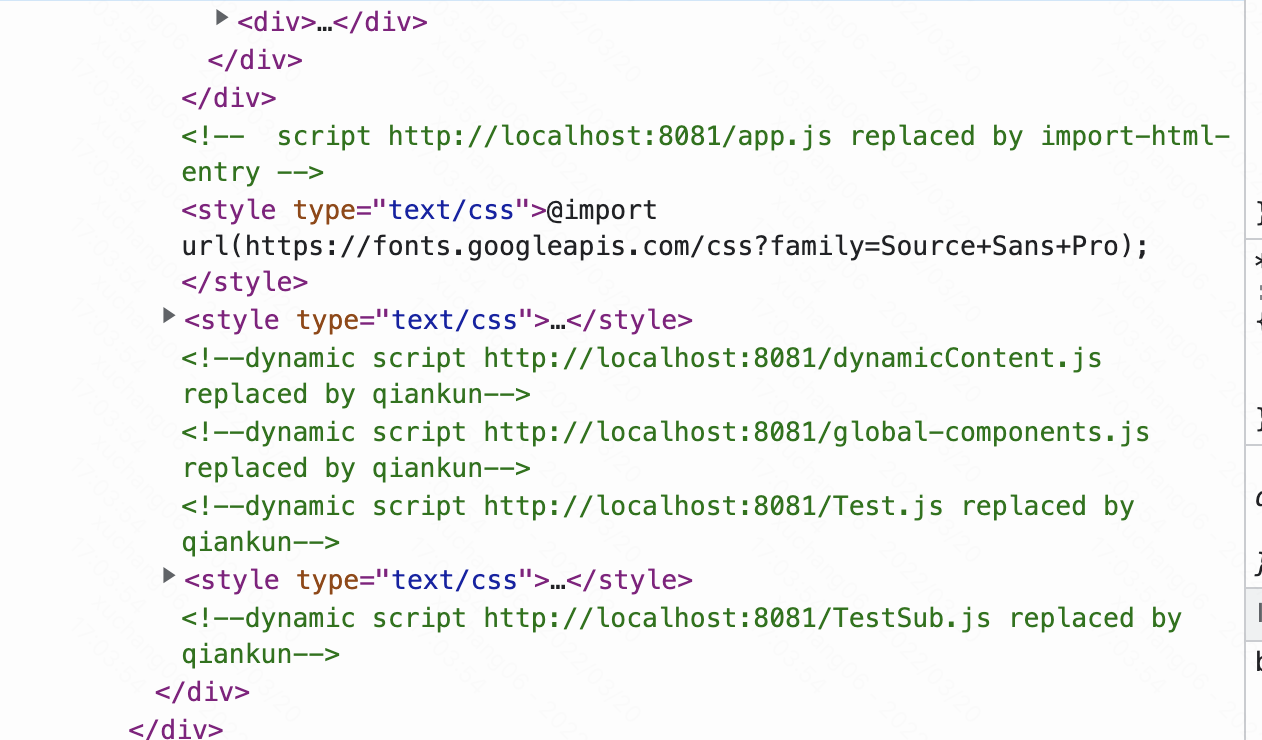 ▶<div>…</div>
</div>
</div>
<!--  script http://localhost:8081/app.js replaced by import-html-
entry -->
<style type="text/css">@import
url(https://fonts.googleapis.com/css?family=Source+Sans+Pro);
</style>
▶<style type="text/css">…</style>
<!--dynamic script http://localhost:8081/dynamicContent.js
replaced by qiankun-->
<!--dynamic script http://localhost:8081/global-components.js
replaced by qiankun-->
<!--dynamic script http://localhost:8081/Test.js replaced by
qiankun-->
▶<style type="text/css">…</style>
<!--dynamic script http://localhost:8081/TestSub.js replaced by
qiankun-->
</div>
</div>